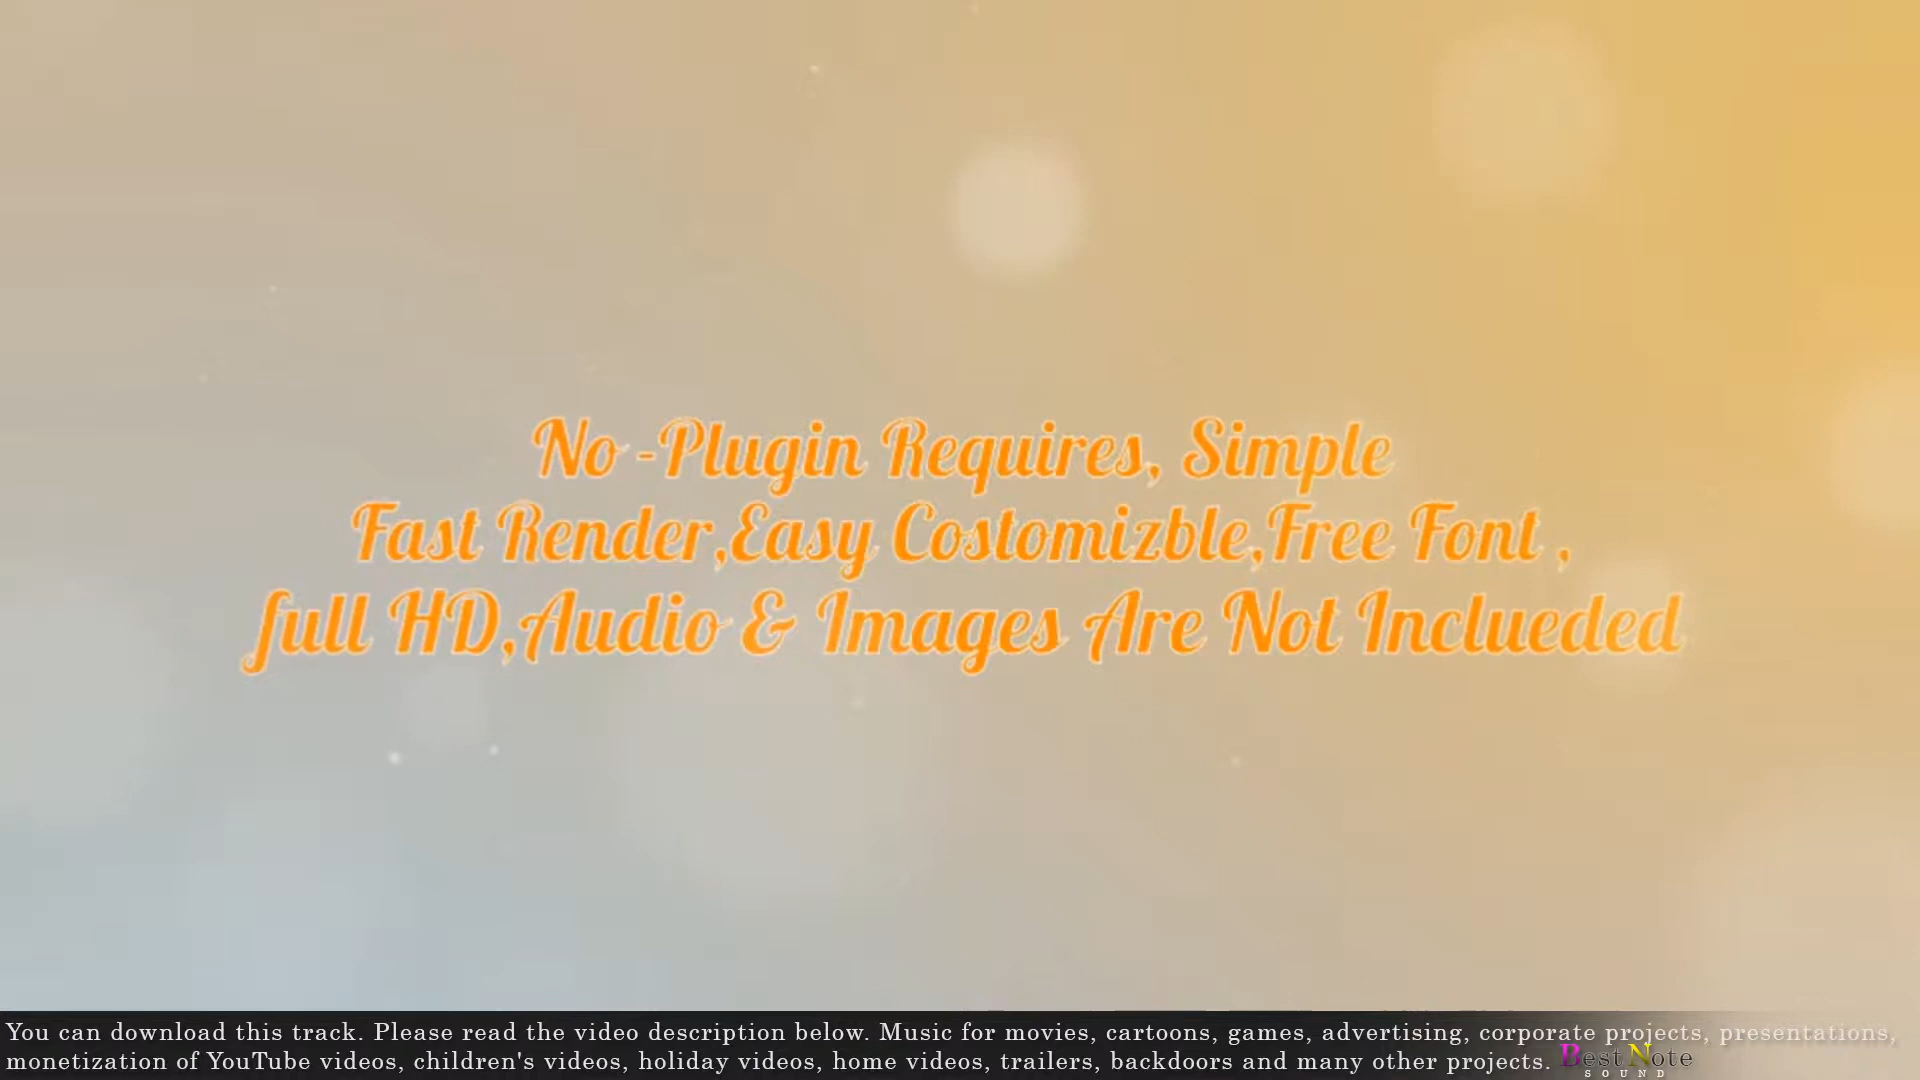 No -Plugin Requires, Simple
Fast Render,Easy Costomizble,Free Font ,
full HD,Audio & Images Are Not Inclueded
You can download this track. Please read the video description below. Music for movies, cartoons, games, advertising, corporate projects, presentations,
monetization of YouTube videos, children's videos, holiday videos, home videos, trailers, backdoors and many other projects. Best Note
SOUND